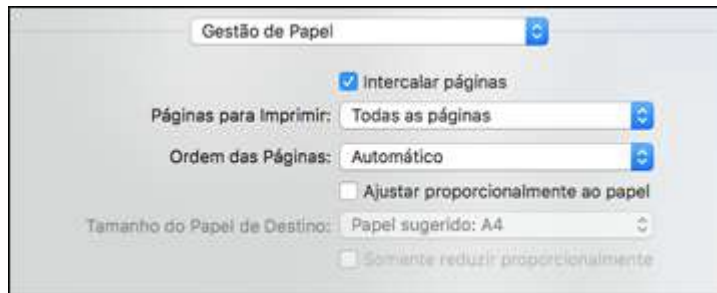 Gestão de Papel
Intercalar páginas
Páginas para Imprimir: Todas as páginas
Ordem das Páginas: Automático
Ajustar proporcionalmente ao papel
Tamanho do Papel de Destino: Papel sugerido: A4
Somente reduzir proporcionalmente